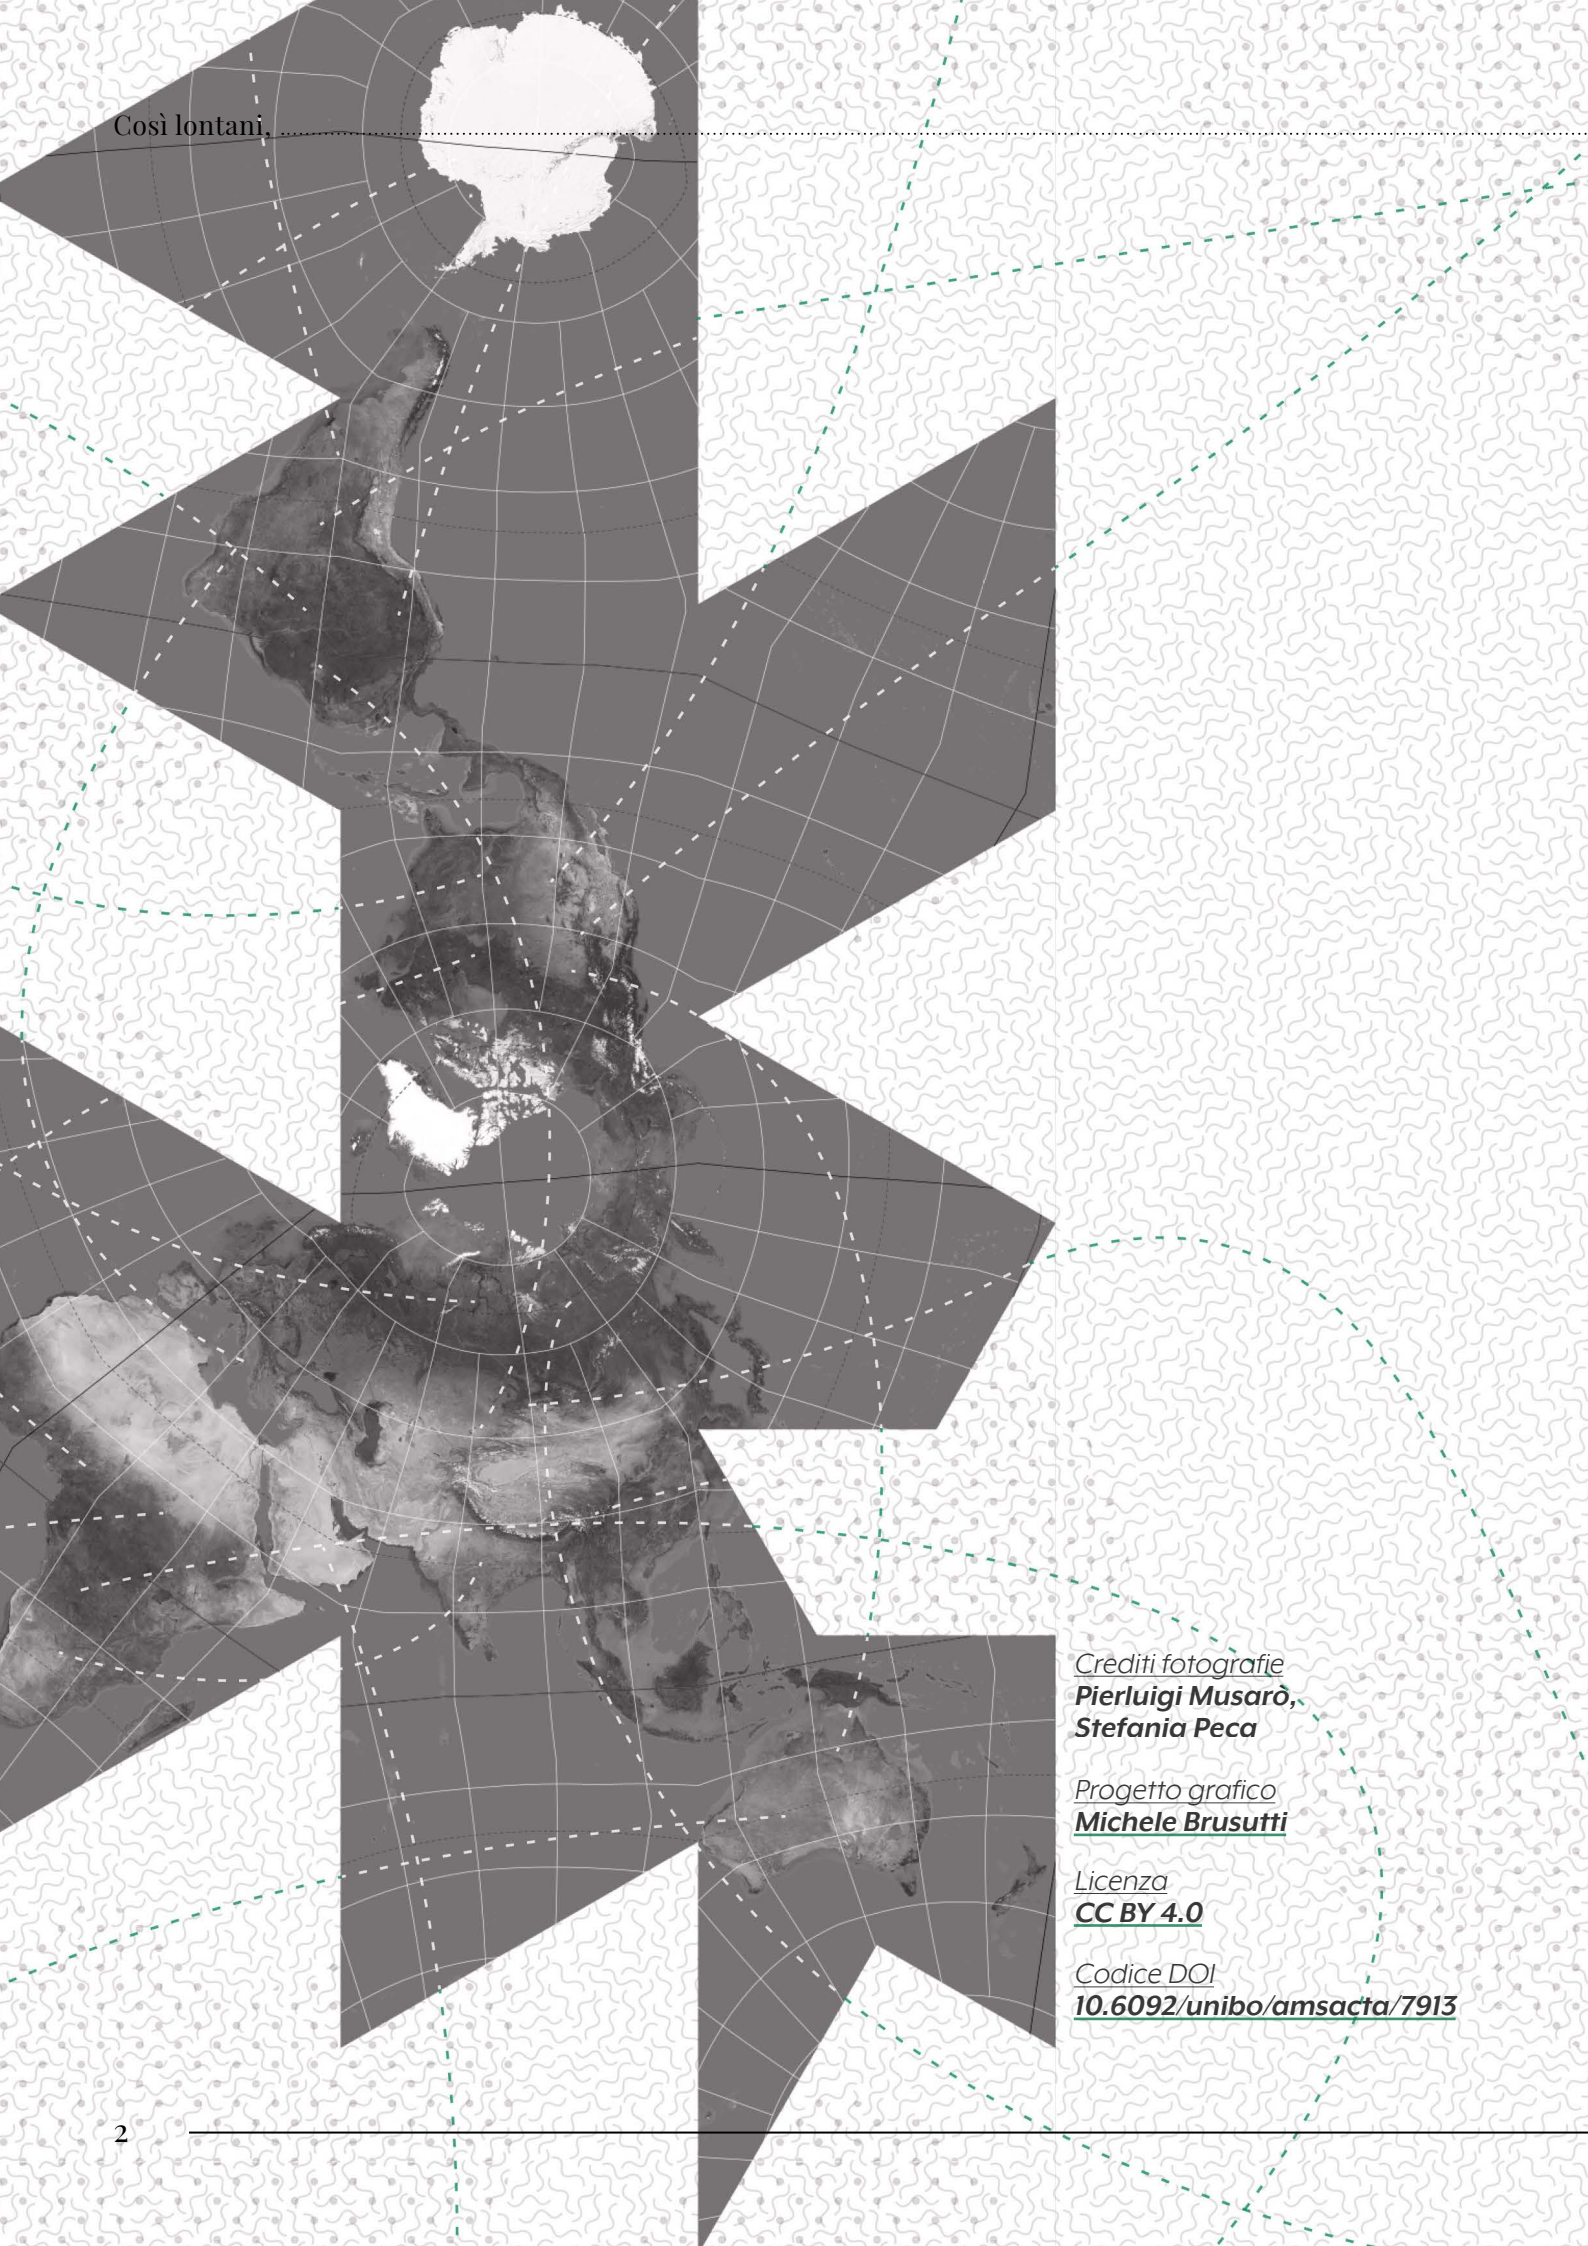 Così lontani,
Crediti fotografie
Pierluigi Musarò,
Stefania Peca
Progetto grafico
Michele Brusutti
Licenza
CC BY 4.0
Codice DOI
10.6092/unibo/amsacta/7913
2